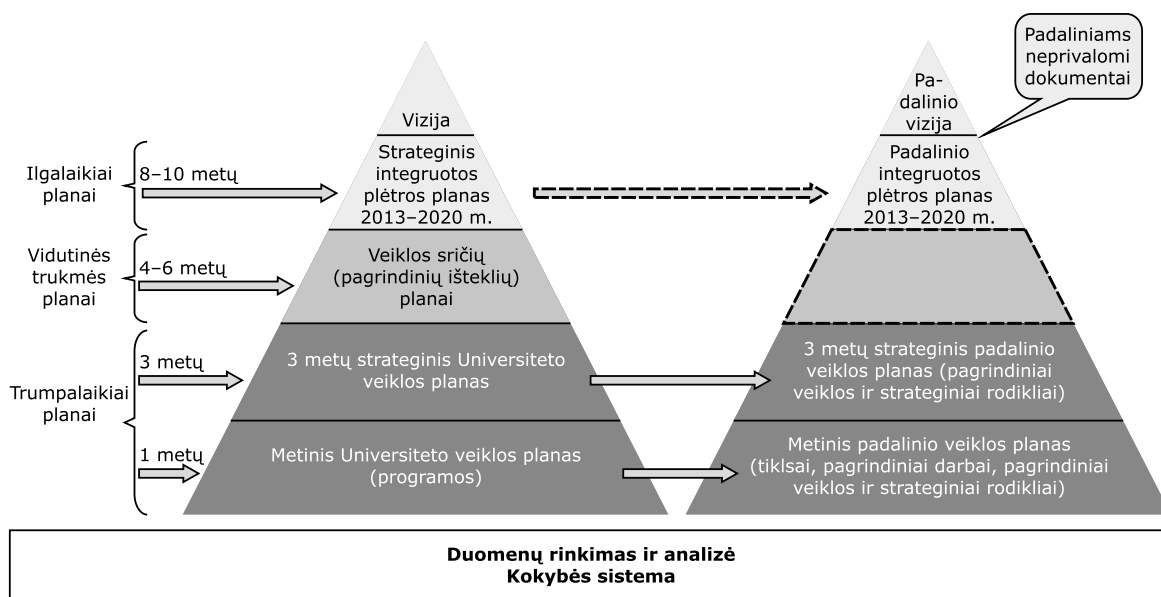 Padaliniams
neprivalomi
dokumentai
Pa-
dalinio
vizija
Vizija
Ilgalaikiai
planai
8–10 metų
Strateginis
integruotos
plėtros planas
2013–2020 m.
Padalinio
integruotos
plėtros planas
2013–2020 m.
Vidutinės
trukmės
planai
4–6 metų
Veiklos sričių
(pagrindinių išteklių)
planai
Trumpalaikiai
planai
3 metų
3 metų strateginis Universiteto
veiklos planas
3 metų strateginis padalinio
veiklos planas (pagrindiniai
veiklos ir strateginiai rodikliai)
1 metų
Metinis Universiteto veiklos planas
(programos)
Metinis padalinio veiklos planas
(tiklsai, pagrindiniai darbai, pagrindiniai
veiklos ir strateginiai rodikliai)
Duomenų rinkimas ir analizė
Kokybės sistema